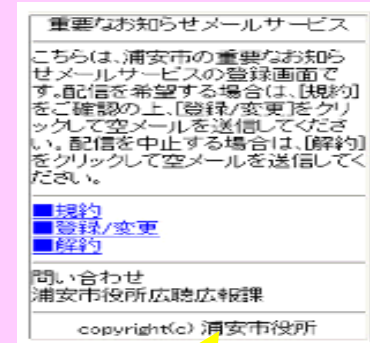 重要なお知らせメールサービス
こちらは、浦安市の重要なお知ら
せメールサービスの登録画面で
す。配信を希望する場合は、[規約]
をご確認の上、[登録/変更]をクリ
ックして空メールを送信してくださ
い。配信を中止する場合は、[解約]
をクリックして空メールを送信してく
ださい。
■規約
■登録/変更
■解約
問い合わせ
浦安市役所広聴広報課
copyright(c) 浦安市役所